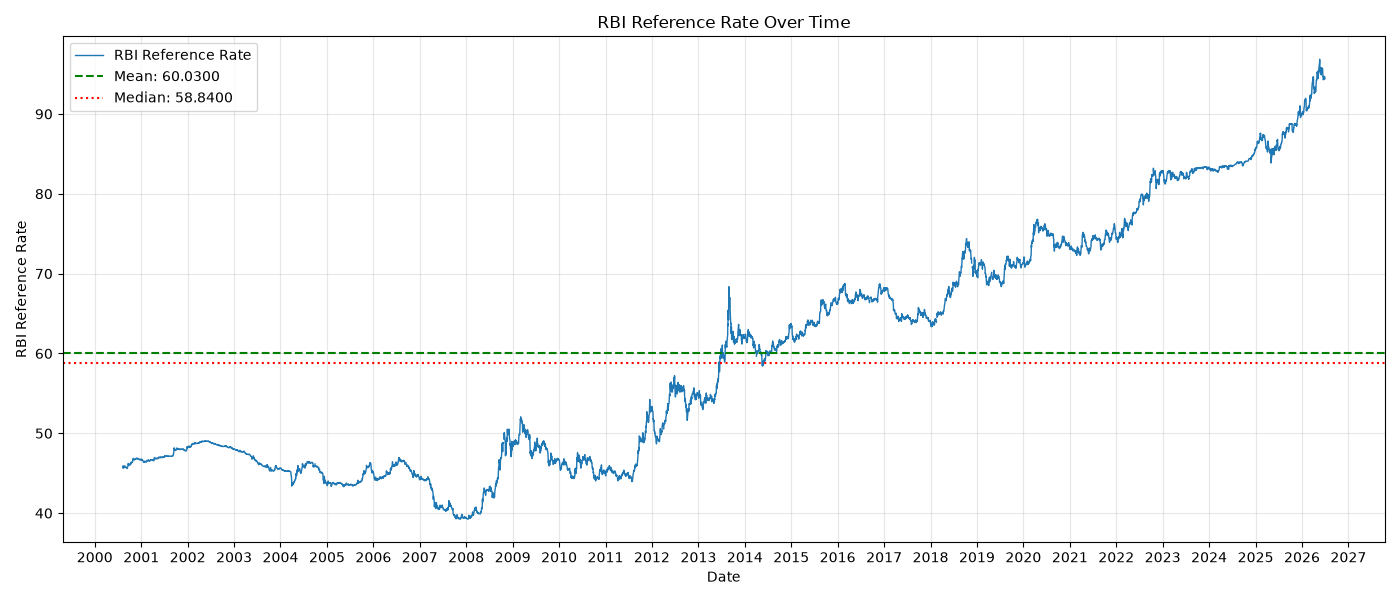 RBI Reference Rate Over Time
RBI Reference Rate
Mean: 60.0300
Median: 58.8400
RBI Reference Rate
90
80
70
60
50
40
2000 2001 2002 2003 2004 2005 2006 2007 2008 2009 2010 2011 2012 2013 2014 2015 2016 2017 2018 2019 2020 2021 2022 2023 2024 2025 2026 2027
Date